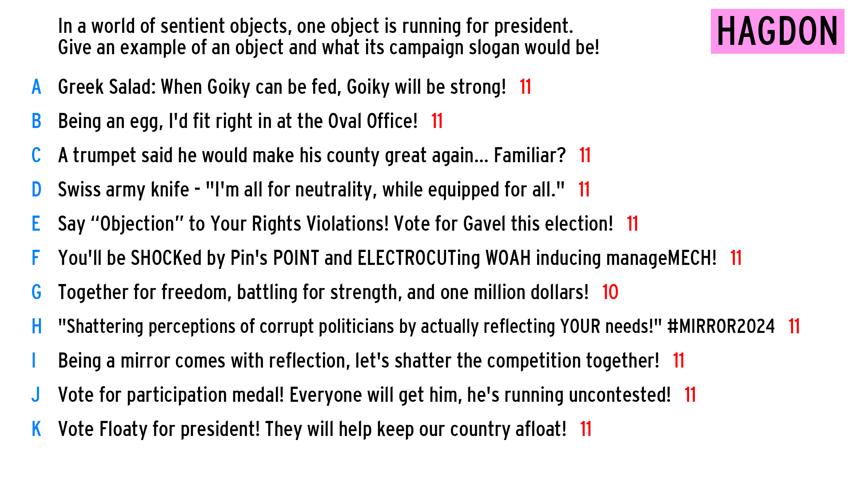 In a world of sentient objects, one object is running for president.
Give an example of an object and what its campaign slogan would be!
HAGDON
A Greek Salad: When Goiky can be fed, Goiky will be strong! 11
B Being an egg, I'd fit right in at the Oval Office! 11
C A trumpet said he would make his county great again... Familiar? 11
D Swiss army knife - "I'm all for neutrality, while equipped for all." 11
E Say “Objection” to Your Rights Violations! Vote for Gavel this election! 11
F You'll be SHOCKed by Pin's POINT and ELECTROCUTing WOAH inducing manageMECH! 11
G Together for freedom, battling for strength, and one million dollars! 10
H "Shattering perceptions of corrupt politicians by actually reflecting YOUR needs!" #MIRROR2024 11
I Being a mirror comes with reflection, let's shatter the competition together! 11
J Vote for participation medal! Everyone will get him, he's running uncontested! 11
K Vote Floaty for president! They will help keep our country afloat! 11